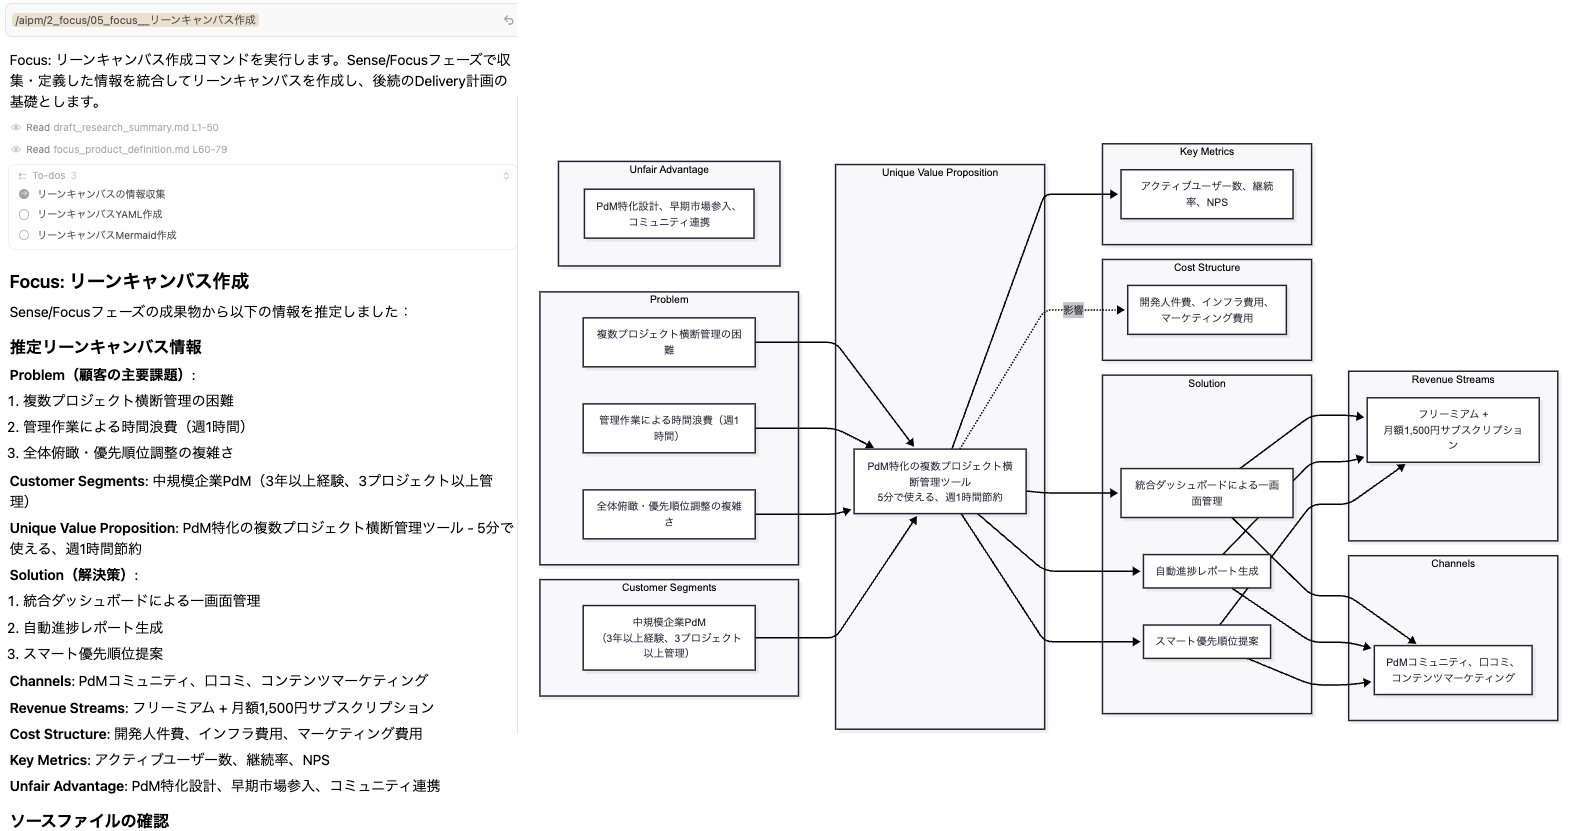 /aipm/2_focus/05_focus__リーンキャンバス作成
Focus: リーンキャンバス作成コマンドを実行します。Sense/Focusフェーズで収
集・定義した情報を統合してリーンキャンバスを作成し、後続のDelivery計画の
基礎とします。
Read draft_research_summary.md L1-50
Read focus_product_definition.md L60-79
To-dos 3
リーンキャンバスの情報収集
リーンキャンバスYAML作成
リーンキャンバスMermaid作成
Focus: リーンキャンバス作成
Sense/Focusフェーズの成果物から以下の情報を推定しました：
推定リーンキャンバス情報
Problem（顧客の主要課題）:
1. 複数プロジェクト横断管理の困難
2. 管理作業による時間浪費（週1時間）
3. 全体俯瞰・優先順位調整の複雑さ
Customer Segments: 中規模企業PdM（3年以上経験、3プロジェクト以上管
理）
Unique Value Proposition: PdM特化の複数プロジェクト横断管理ツール - 5分で
使える、週1時間節約
Solution（解決策）:
1. 統合ダッシュボードによる一画面管理
2. 自動進捗レポート生成
3. スマート優先順位提案
Channels: PdMコミュニティ、口コミ、コンテンツマーケティング
Revenue Streams: フリーミアム + 月額1,500円サブスクリプション
Cost Structure: 開発人件費、インフラ費用、マーケティング費用
Key Metrics: アクティブユーザー数、継続率、NPS
Unfair Advantage: PdM特化設計、早期市場参入、コミュニティ連携
ソースファイルの確認
Unfair Advantage
PdM特化設計、早期市場参入、
コミュニティ連携
Problem
複数プロジェクト横断管理の困
難
管理作業による時間浪費（週1
時間）
全体俯瞰・優先順位調整の複雑
さ
Customer Segments
中規模企業PdM
（3年以上経験、3プロジェクト
以上管理）
Unique Value Proposition
PdM特化の複数プロジェクト横
断管理ツール
5分で使える、週1時間節約
Key Metrics
アクティブユーザー数、継続
率、NPS
Cost Structure
影響
開発人件費、インフラ費用、
マーケティング費用
Solution
統合ダッシュボードによる一画
面管理
自動進捗レポート生成
スマート優先順位提案
Revenue Streams
フリーミアム +
月額1,500円サブスクリプショ
ン
Channels
PdMコミュニティ、口コミ、
コンテンツマーケティング